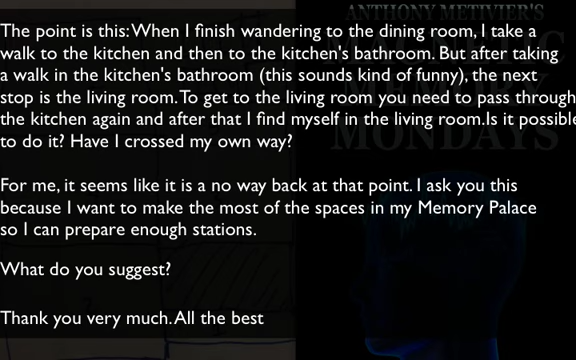 ANTHONY METIVIER'S
The point is this:When I finish wandering to the dining room, I take a
walk to the kitchen and then to the kitchen's bathroom. But after taking
a walk in the kitchen's bathroom (this sounds kind of funny), the next
stop is the living room.To get to the living room you need to pass through
the kitchen again and after that I find myself in the living room.Is it possible
to do it? Have I crossed my own way?
MONDAYS
For me, it seems like it is a no way back at that point. I ask you this
because I want to make the most of the spaces in my Memory Palace
so I can prepare enough stations.
What do you suggest?
Thank you very much.All the best